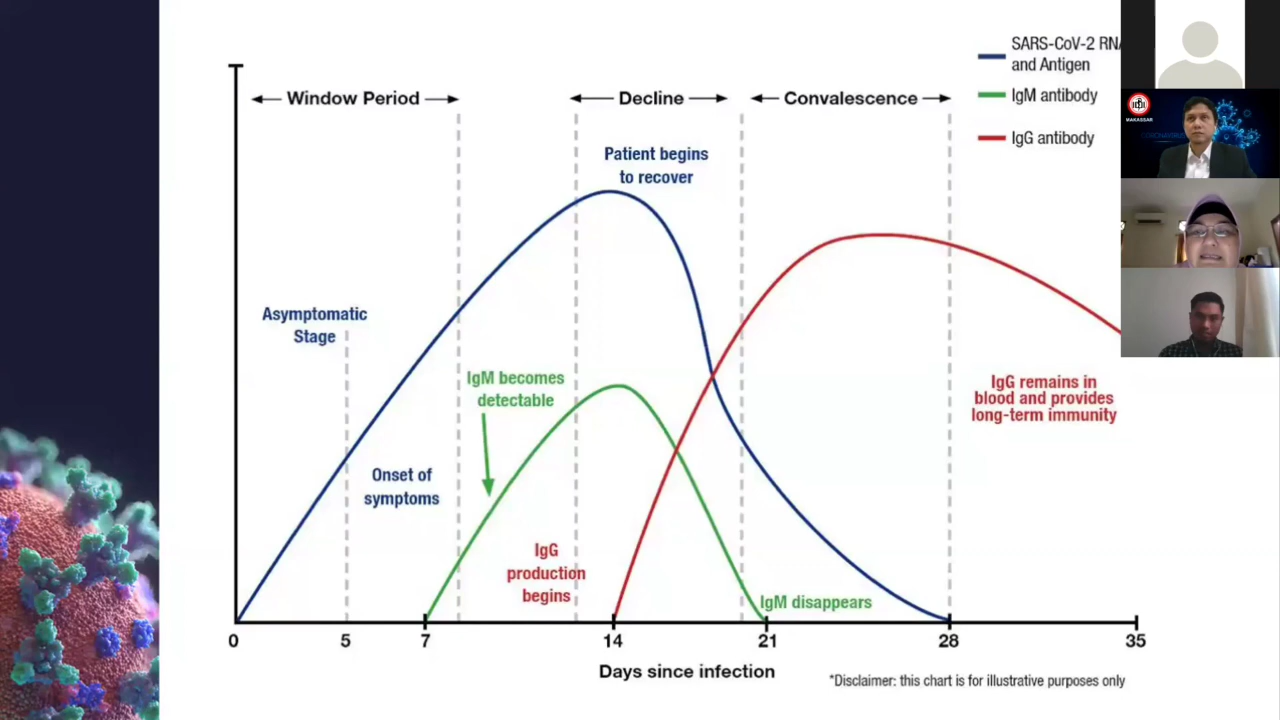 SARS-CoV-2 RNA
and Antigen
IgM antibody
IgG antibody
Window Period
Decline
Convalescence
Patient begins
to recover
Asymptomatic
Stage
IgM becomes
detectable
Onset of
symptoms
IgG
production
begins
IgM disappears
IgG remains in
blood and provides
long-term immunity
0
5
7
14
21
28
35
Days since infection
*Disclaimer: this chart is for illustrative purposes only
IDI
MAKASSAR